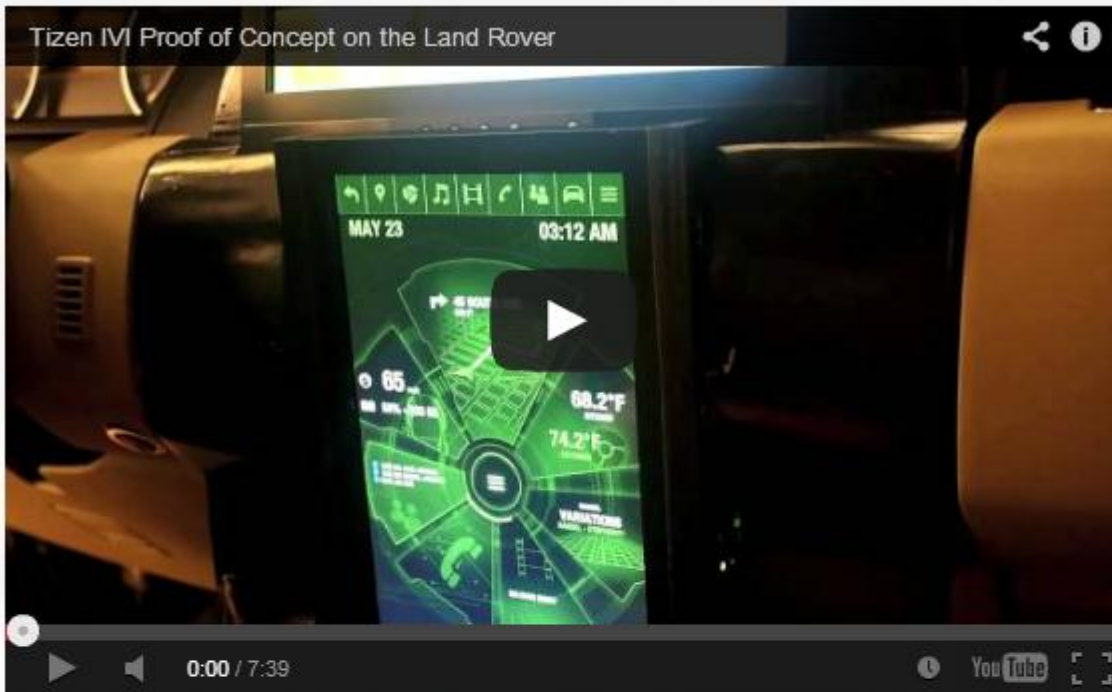 Tizen IVI Proof of Concept on the Land Rover
MAY 23 03:12 AM
65
68.2°F
74.2°F
VARIATIONS
0:00 / 7:39
YouTube